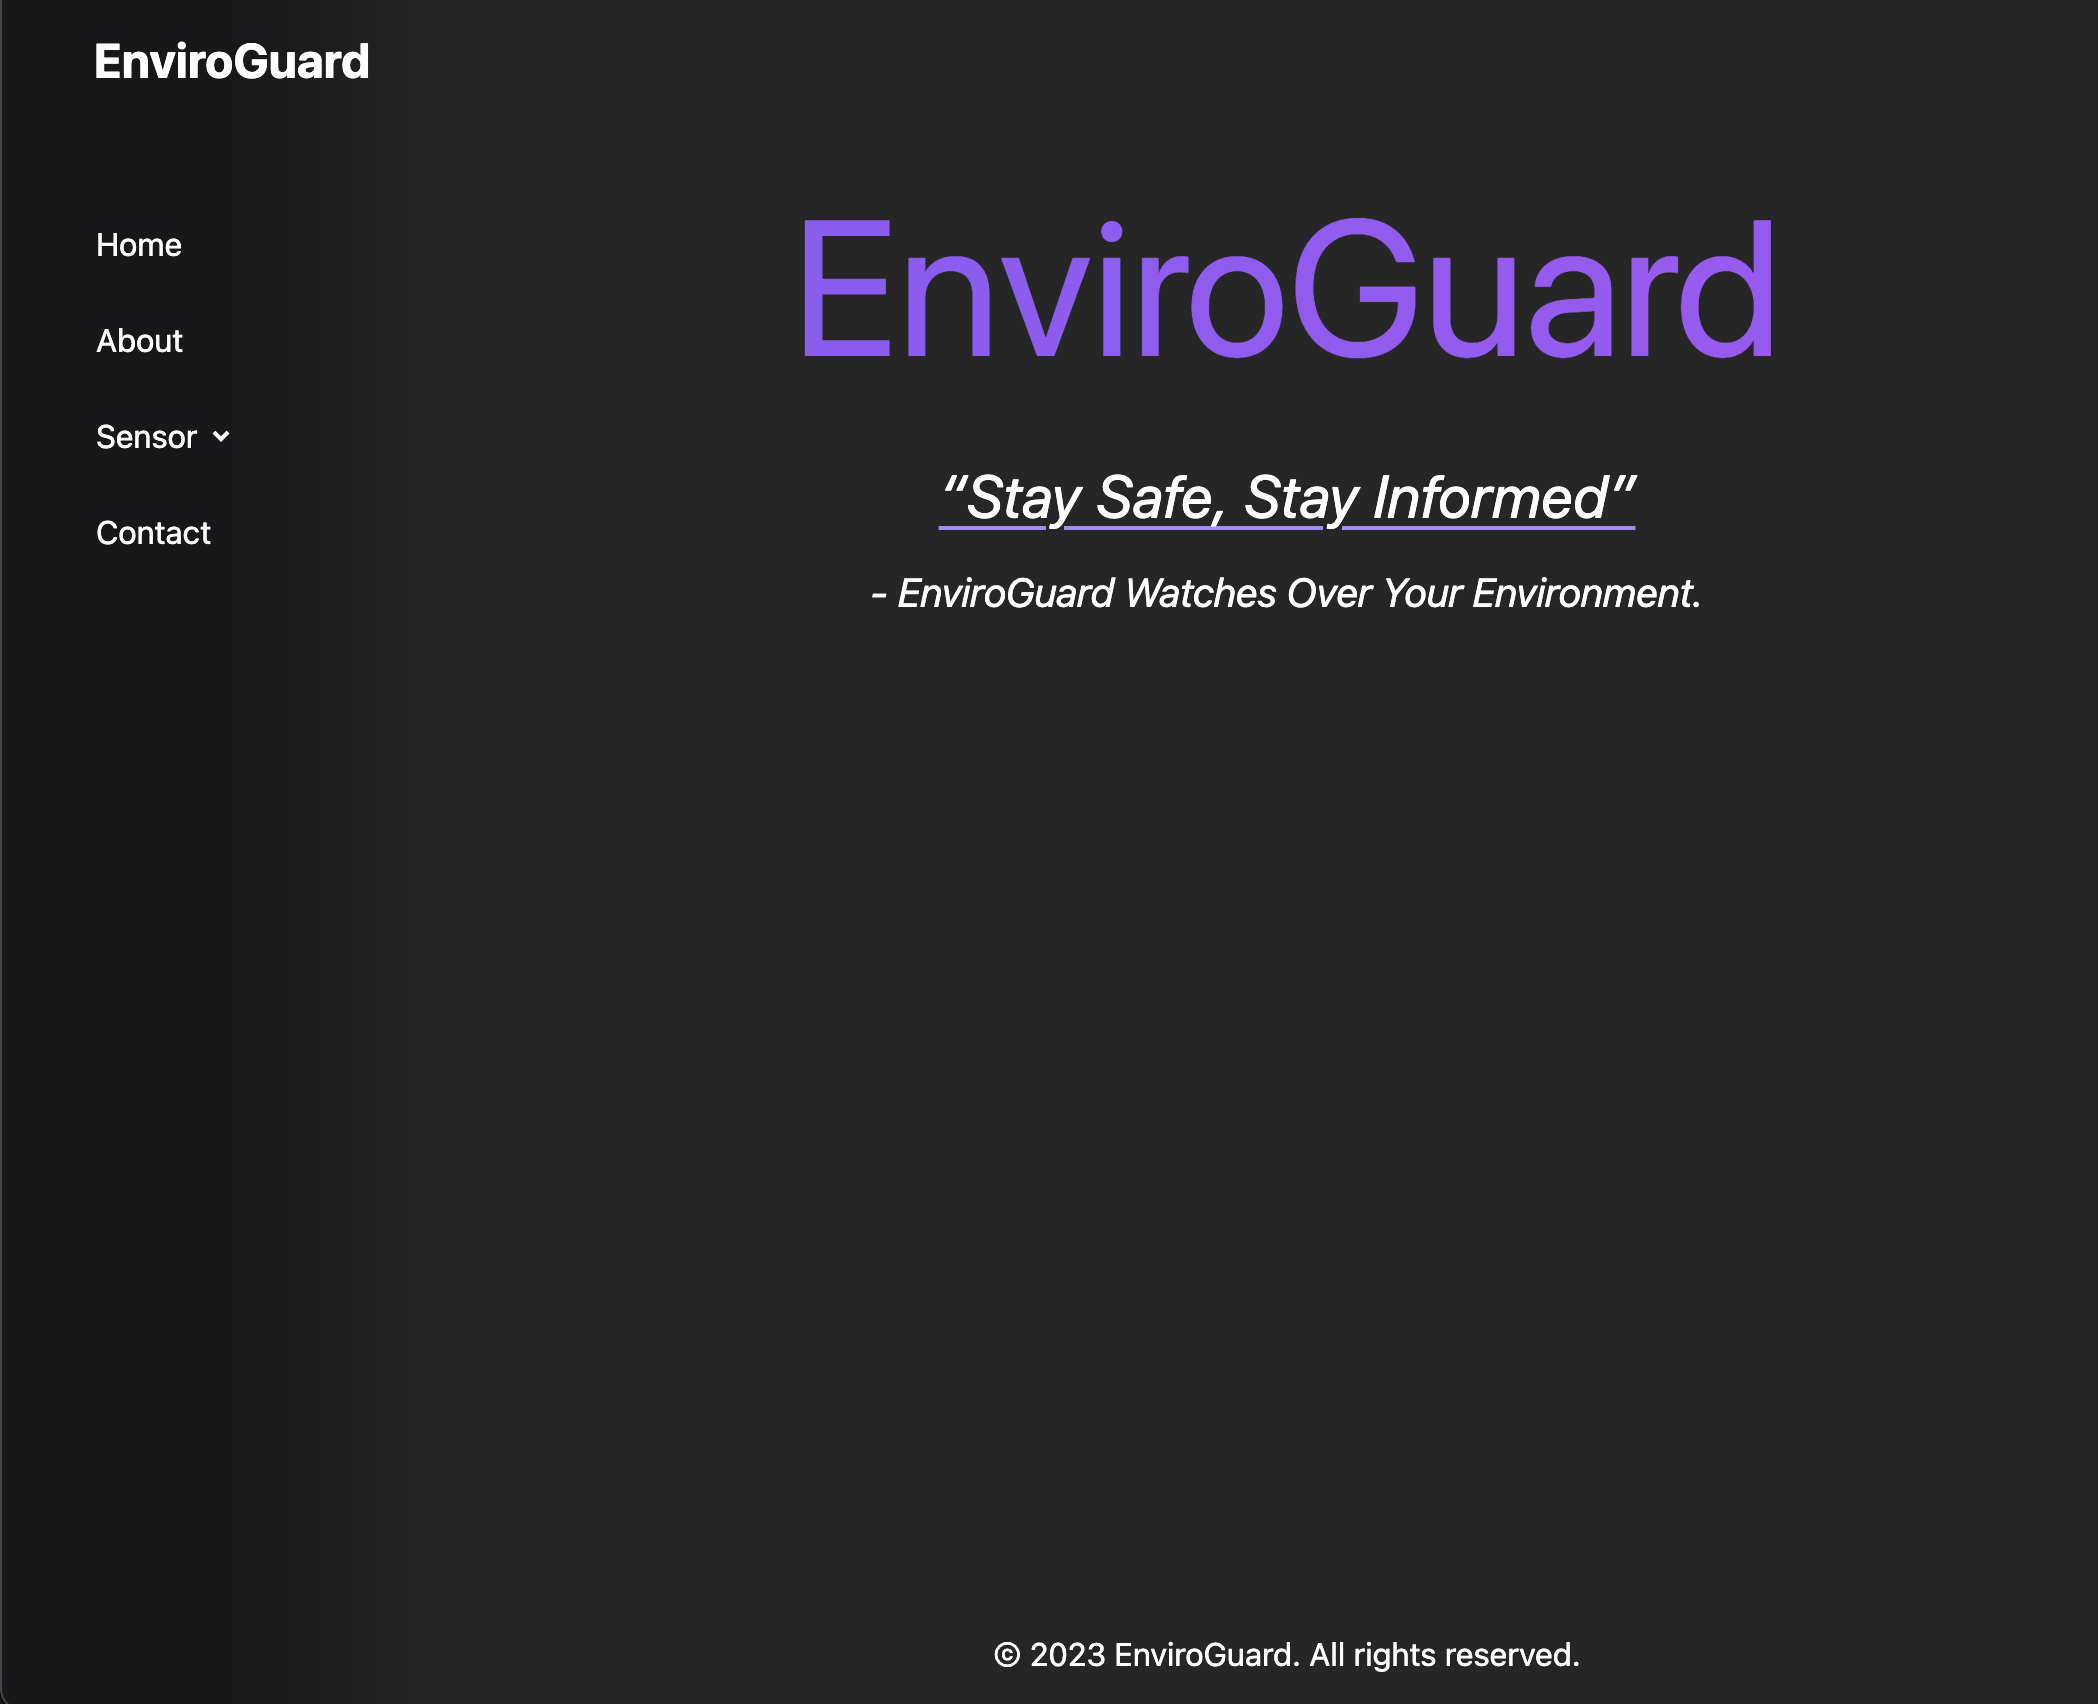 EnviroGuard
Home
About
Sensor
Contact
EnviroGuard
“Stay Safe, Stay Informed”
- EnviroGuard Watches Over Your Environment.
© 2023 EnviroGuard. All rights reserved.